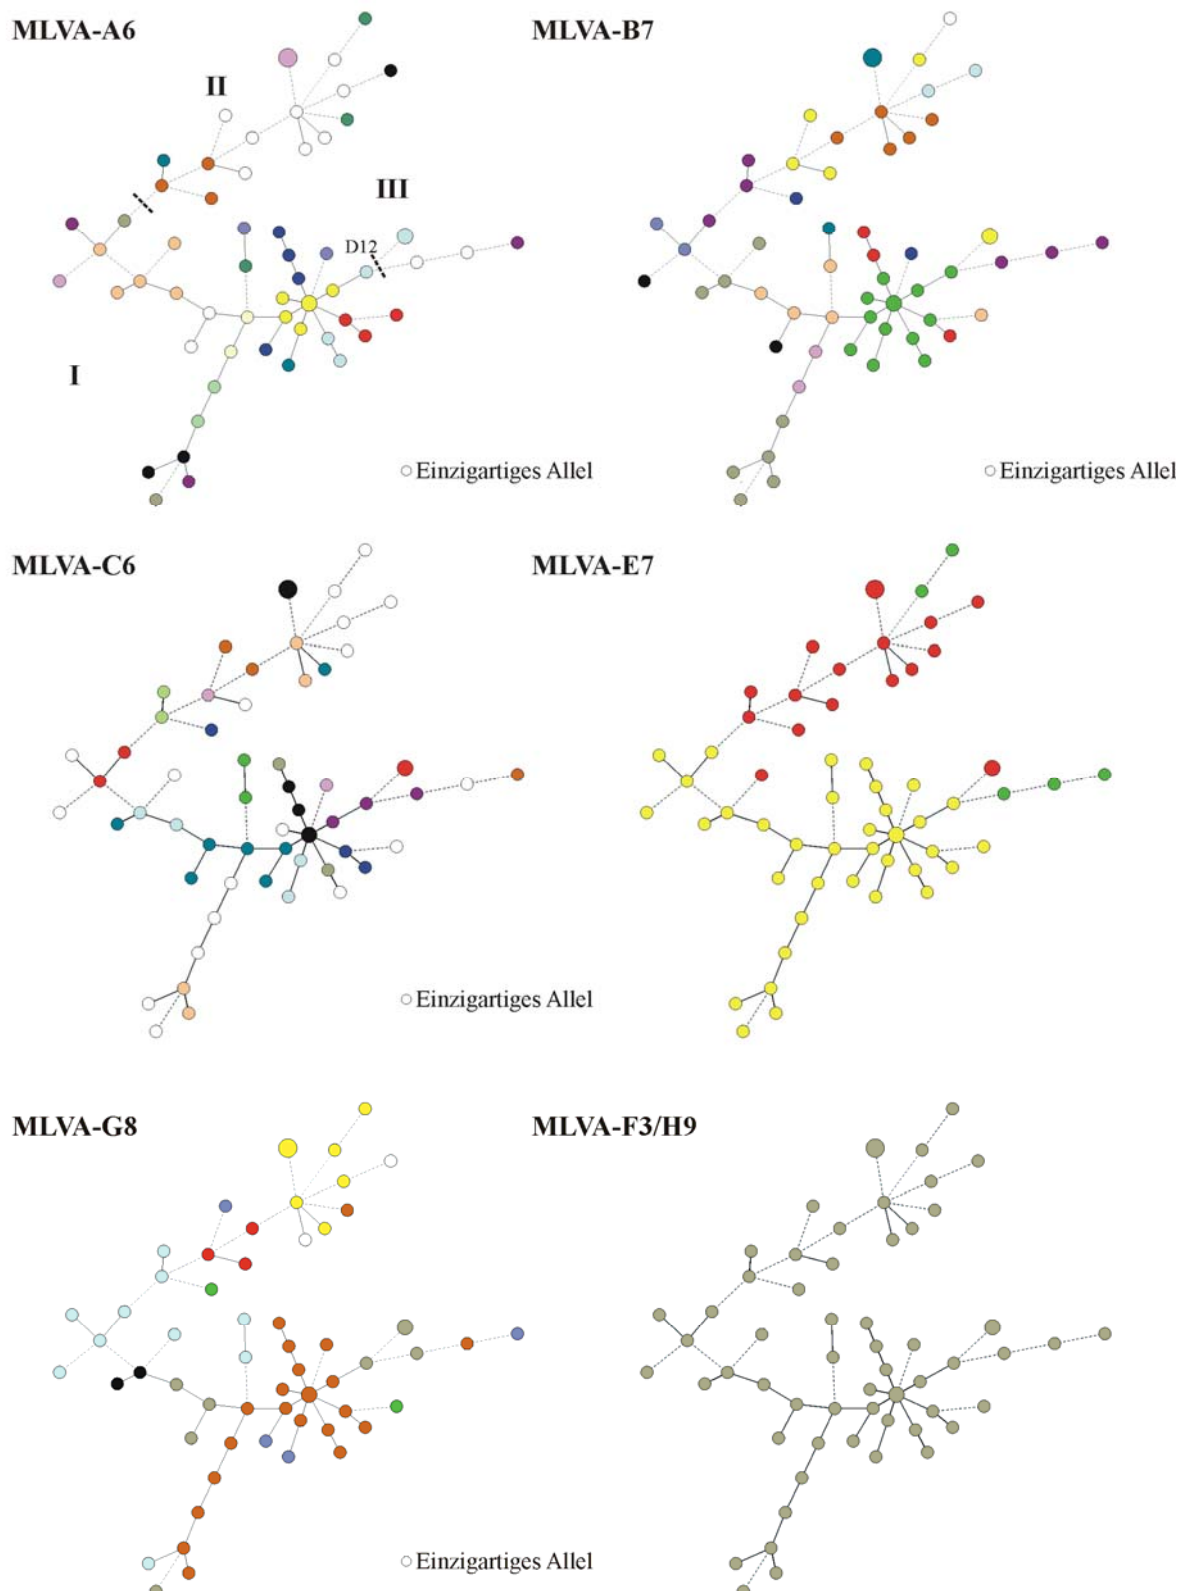 MLVA-A6
MLVA-B7
II
III
D12
I
Einzigartiges Allel
Einzigartiges Allel
MLVA-C6
MLVA-E7
Einzigartiges Allel
MLVA-G8
MLVA-F3/H9
Einzigartiges Allel